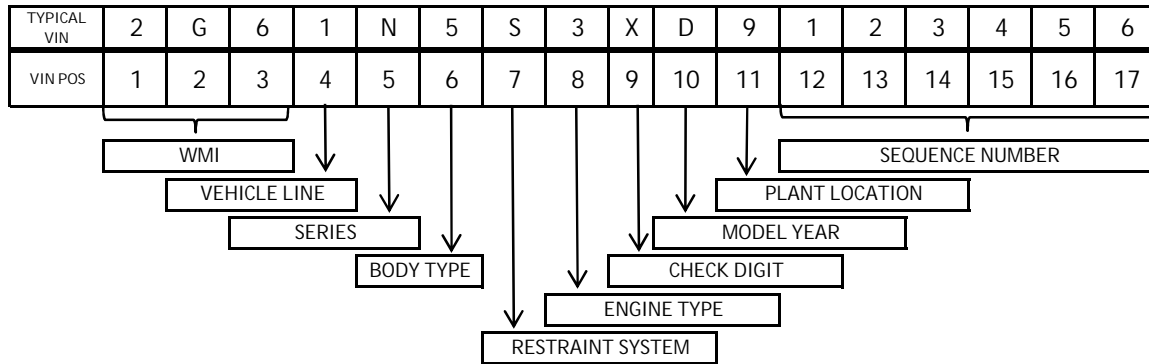 TYPICAL VIN 2 G 6 1 N 5 S 3 X D 9 1 2 3 4 5 6
VIN POS 1 2 3 4 5 6 7 8 9 10 11 12 13 14 15 16 17
WMI SEQUENCE NUMBER
VEHICLE LINE PLANT LOCATION
SERIES MODEL YEAR
BODY TYPE CHECK DIGIT
ENGINE TYPE
RESTRAINT SYSTEM